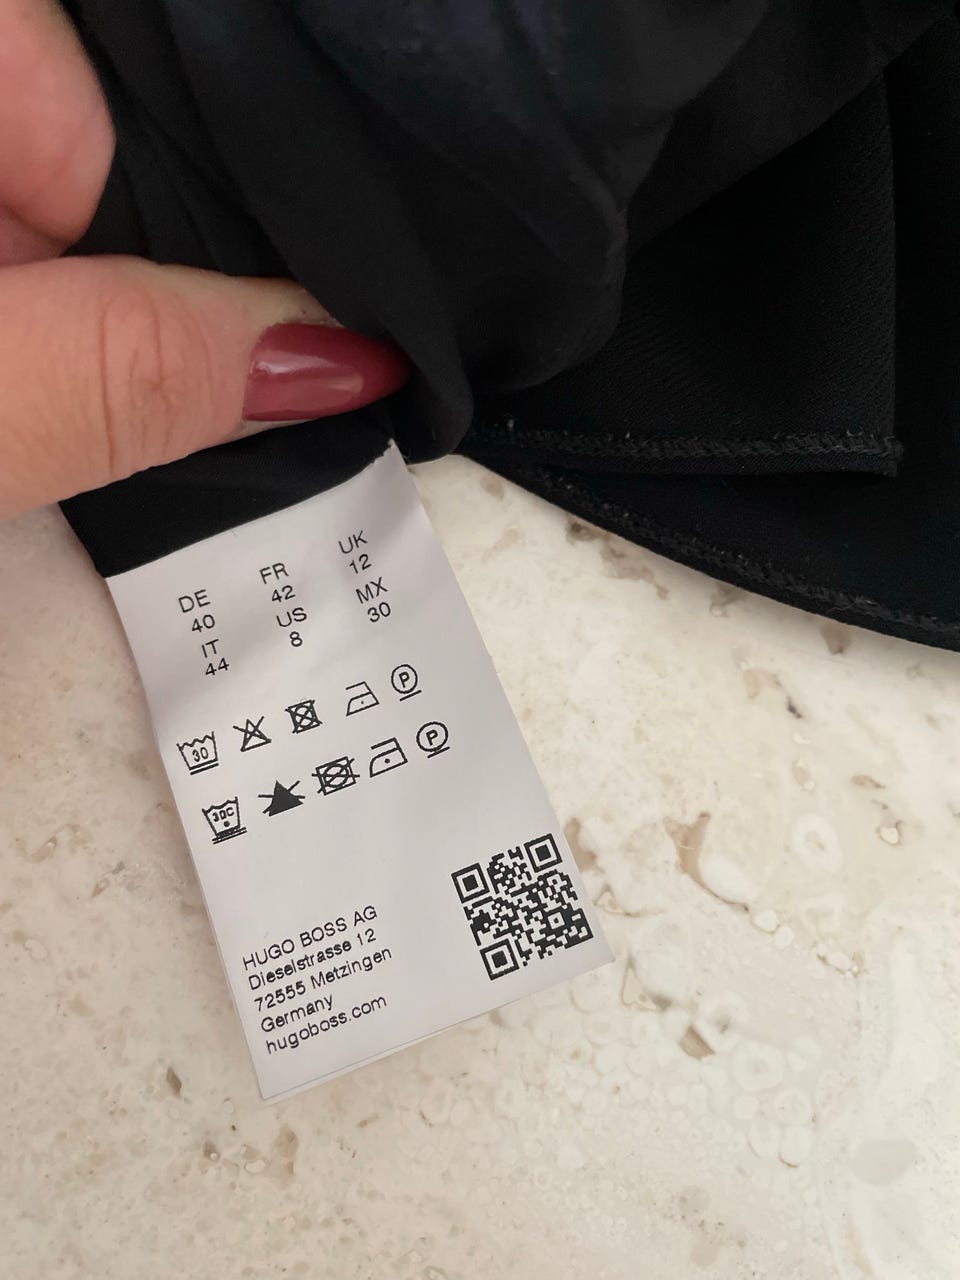 DE FR UK
40 42 12
IT US MX
44 8 30
30 P
30C P
HUGO BOSS AG
Dieselstrasse 12
72555 Metzingen
Germany
hugoboss.com